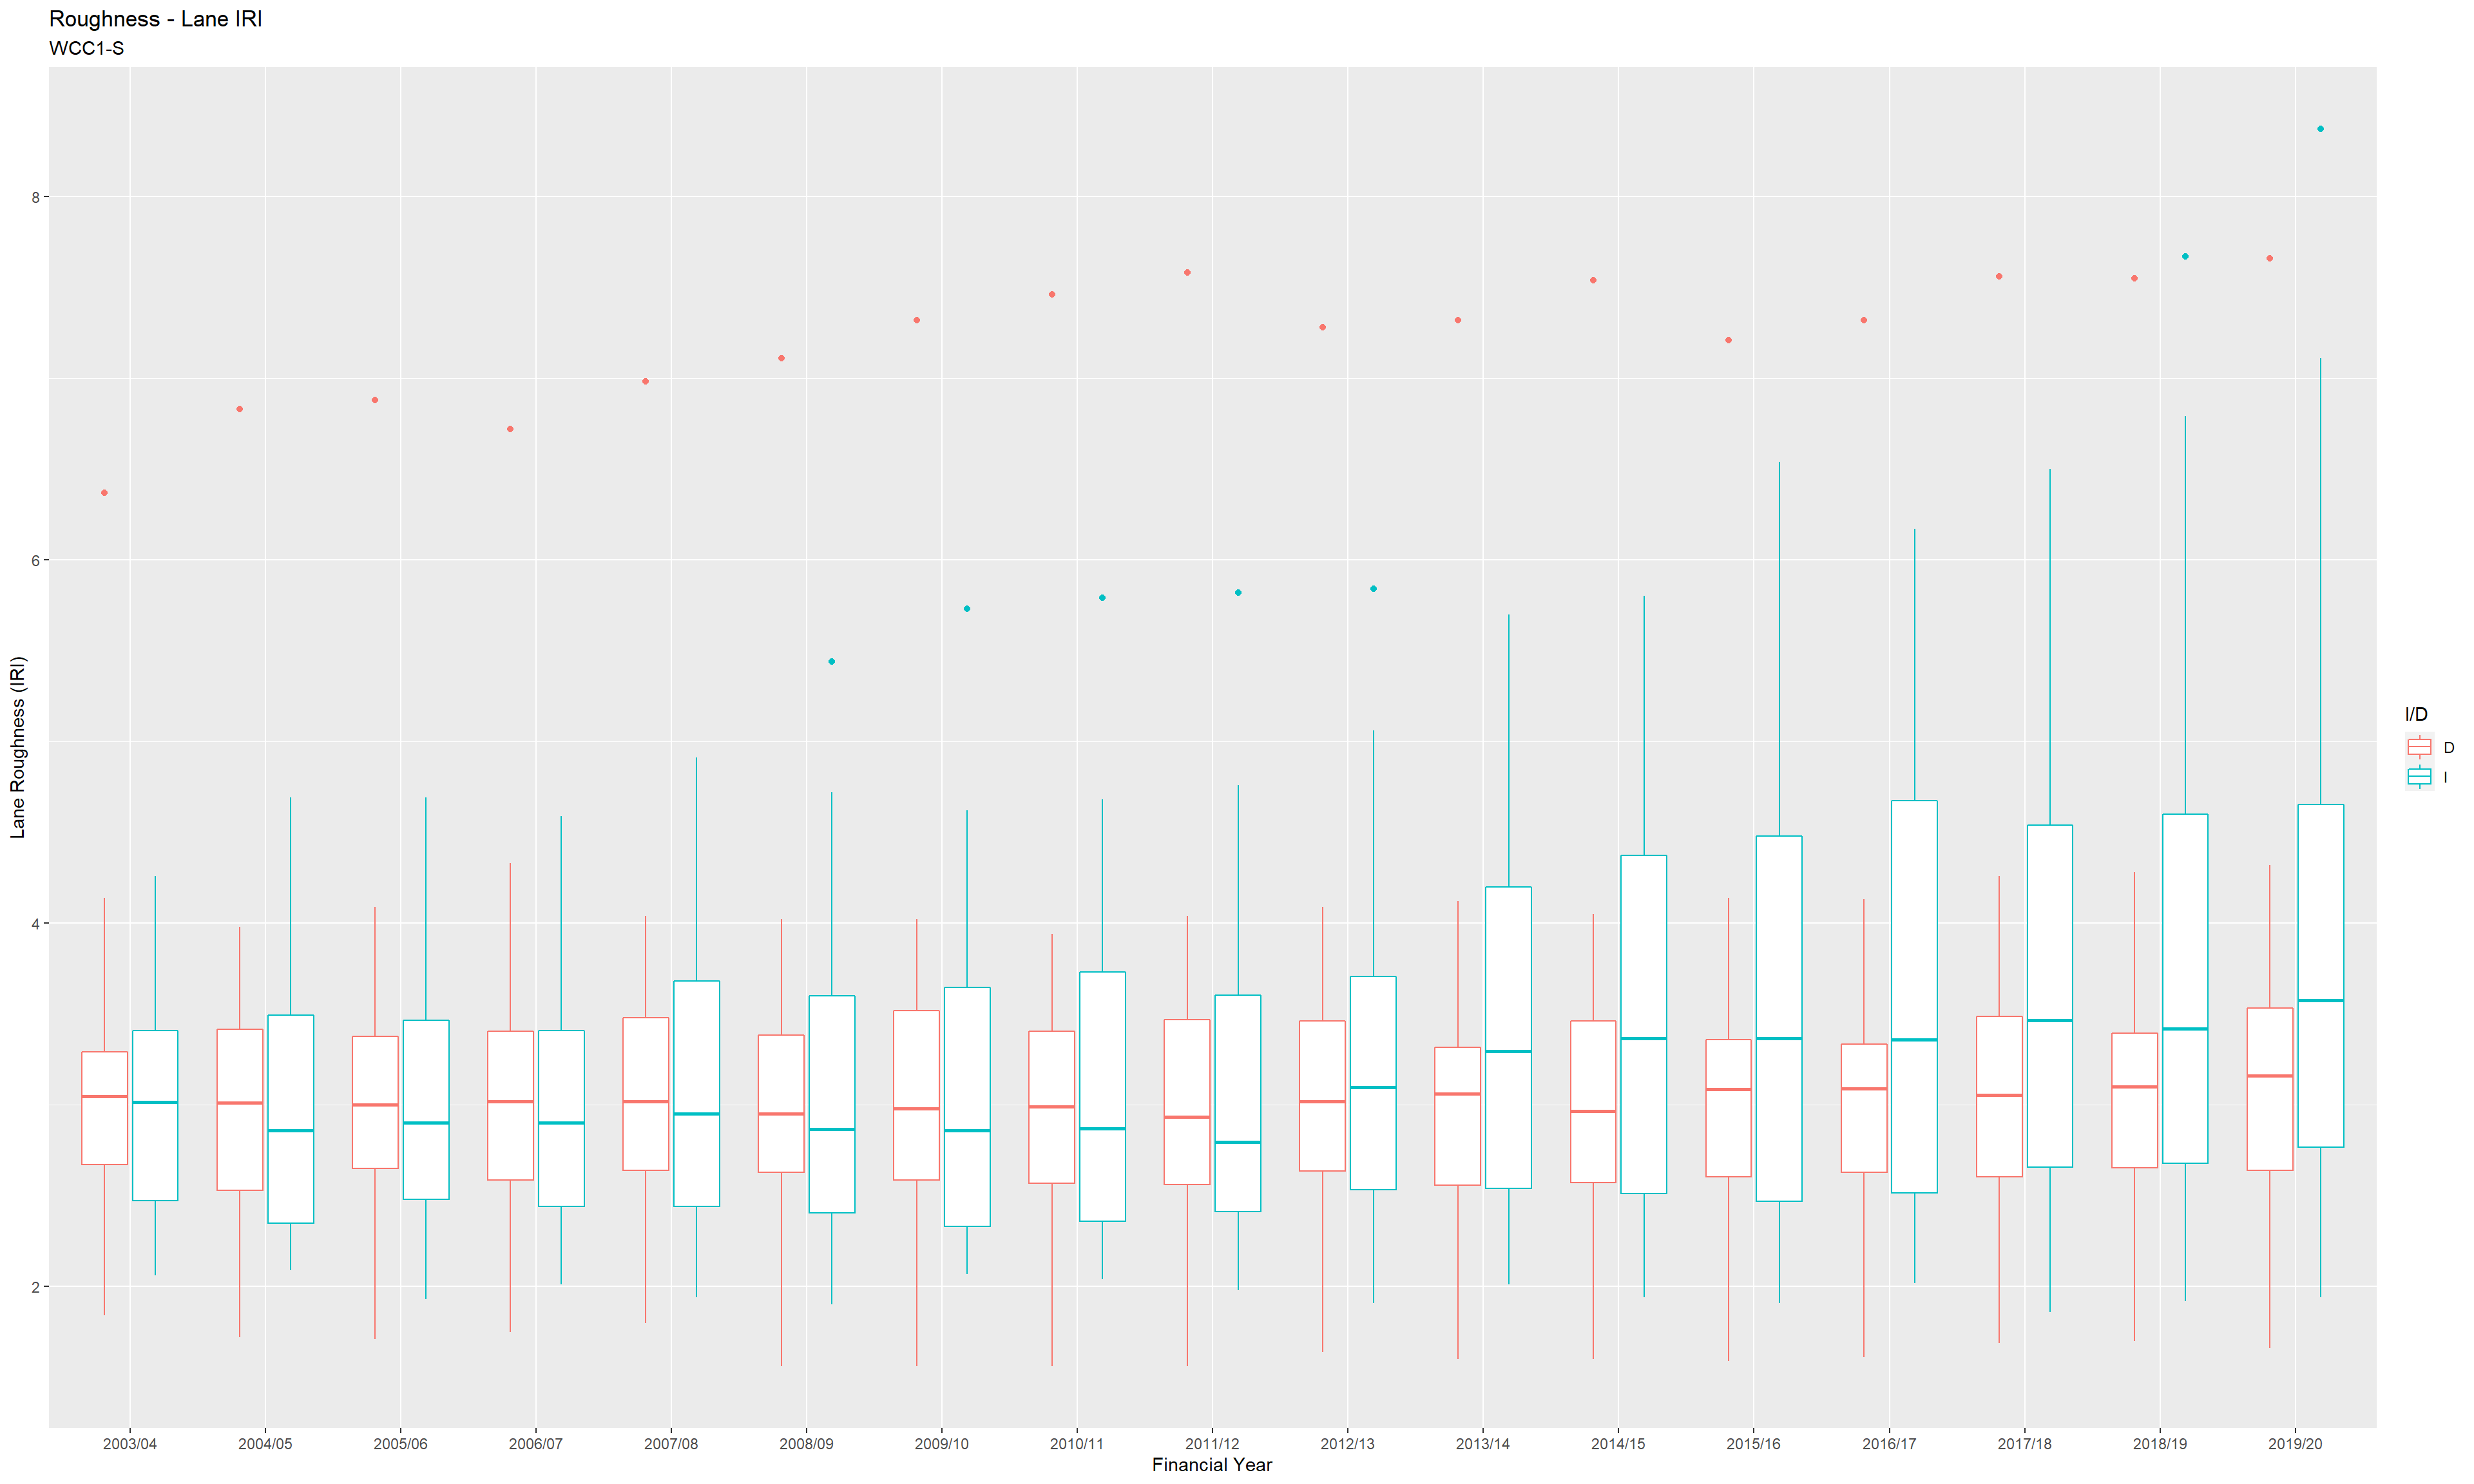 Roughness - Lane IRI
WCC1-S
Lane Roughness (IRI)
8
6
4
2
2003/04 2004/05 2005/06 2006/07 2007/08 2008/09 2009/10 2010/11 2011/12 2012/13 2013/14 2014/15 2015/16 2016/17 2017/18 2018/19 2019/20
Financial Year
I/D
D
I